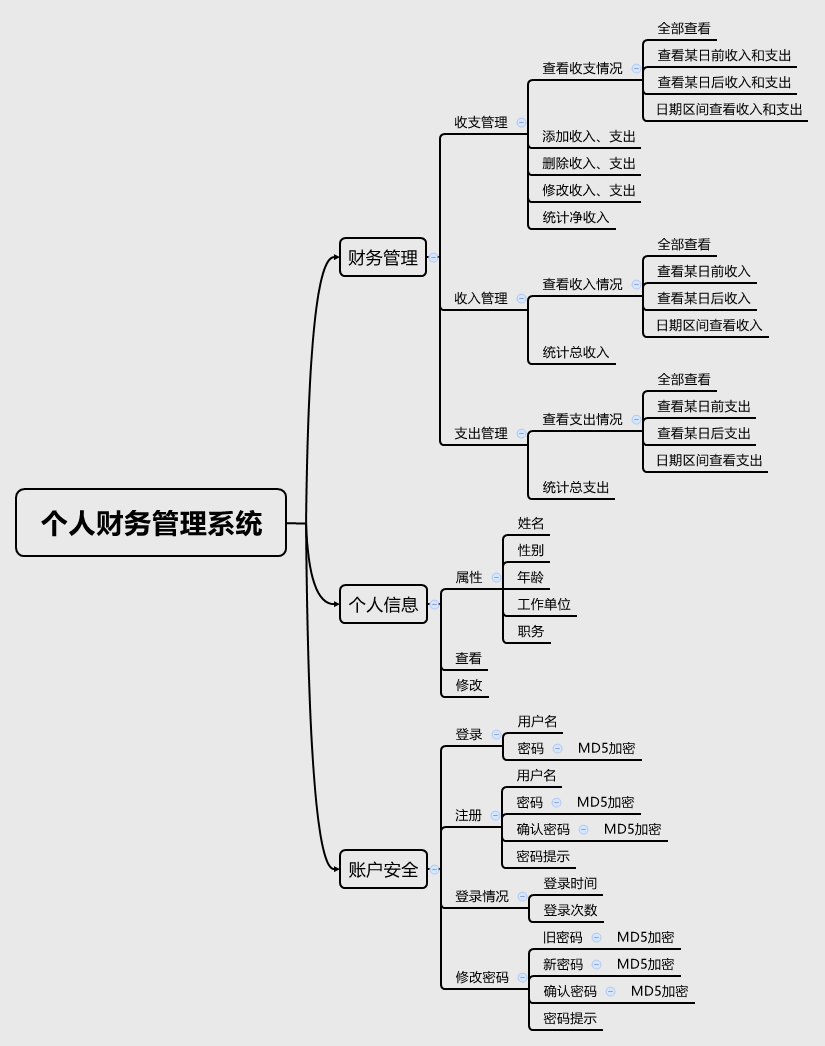 个人财务管理系统
财务管理
收支管理
查看收支情况
全部查看
查看某日前收入和支出
查看某日后收入和支出
日期区间查看收入和支出
添加收入、支出
删除收入、支出
修改收入、支出
统计净收入
收入管理
查看收入情况
全部查看
查看某日前收入
查看某日后收入
日期区间查看收入
统计总收入
支出管理
查看支出情况
全部查看
查看某日前支出
查看某日后支出
日期区间查看支出
统计总支出
个人信息
属性
姓名
性别
年龄
工作单位
职务
查看
修改
账户安全
登录
用户名
密码
MD5加密
注册
用户名
密码
MD5加密
确认密码
MD5加密
密码提示
登录情况
登录时间
登录次数
修改密码
旧密码
MD5加密
新密码
MD5加密
确认密码
MD5加密
密码提示